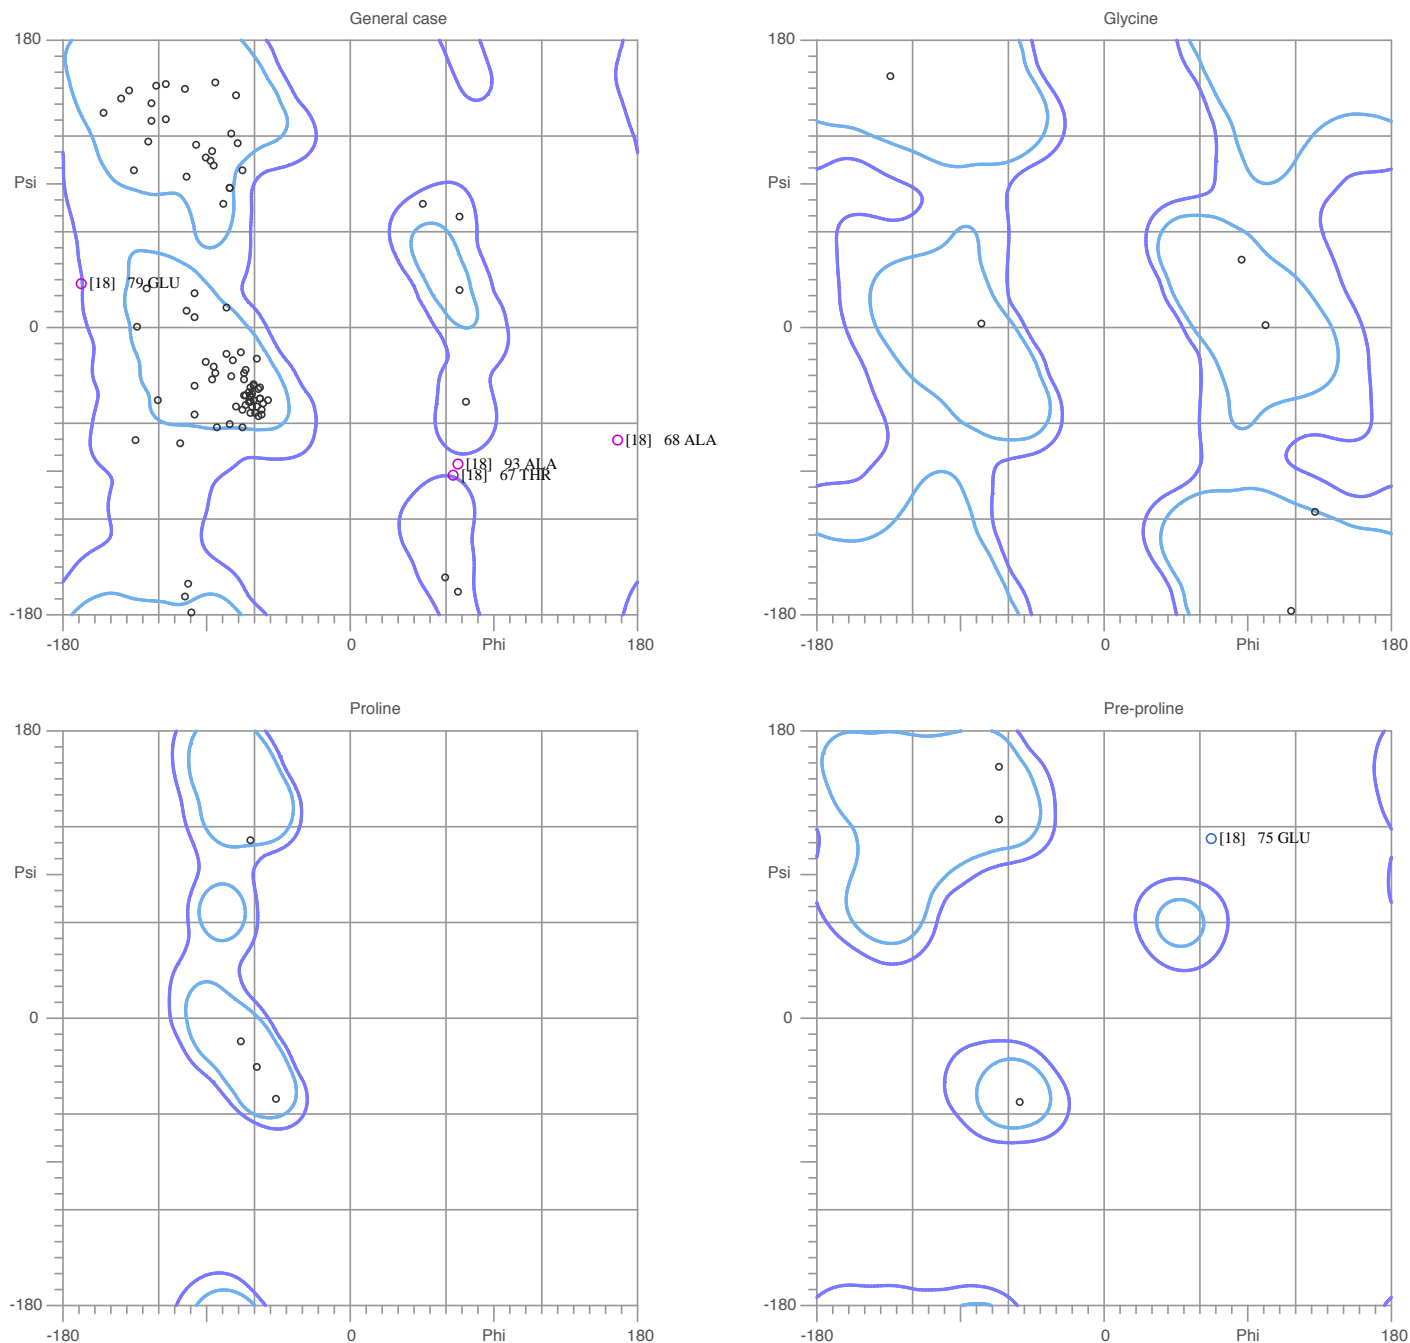 General case
Glycine
180
180
Psi
Psi
[18] 79 GLU
0
0
[18] 68 ALA
[18] 93 ALA
[18] 67 THR
-180
-180
-180
0
Phi
180
-180
0
Phi
180
Proline
Pre-proline
180
180
[18] 75 GLU
Psi
Psi
0
0
-180
-180
-180
0
Phi
180
-180
0
Phi
180